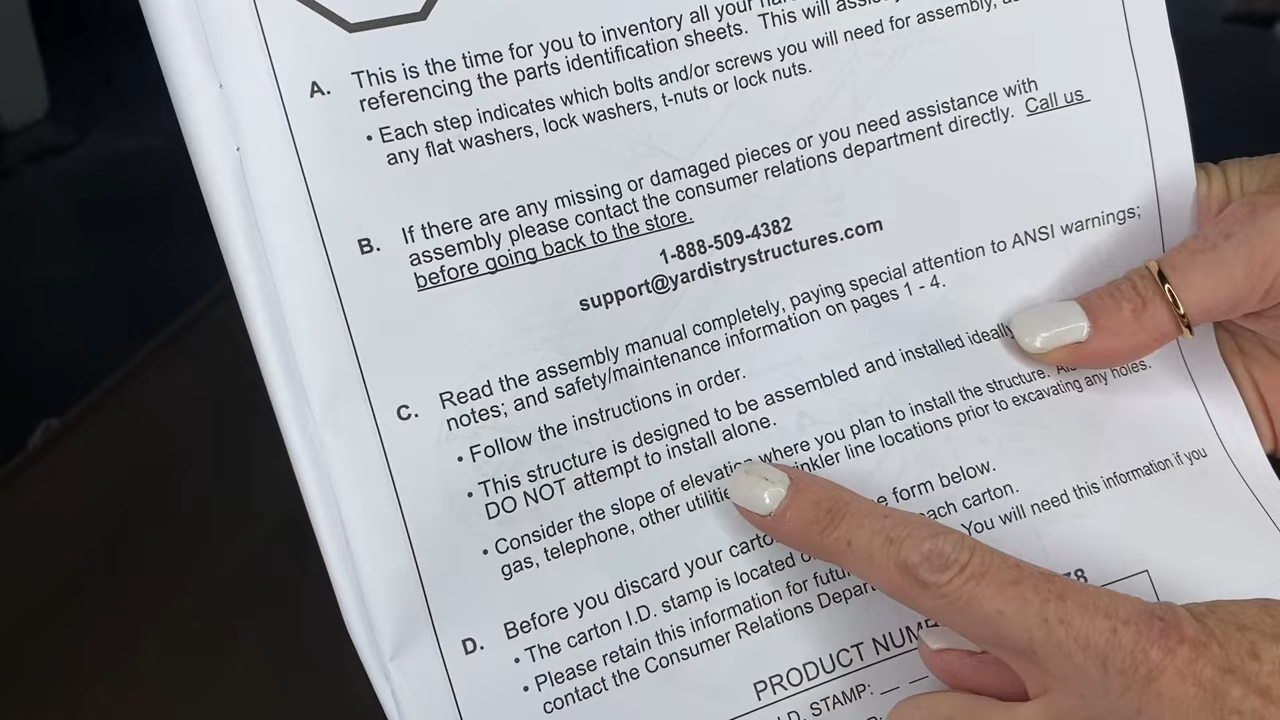 A. This is the time for you to inventory all your
referencing the parts identification sheets. This will
• Each step indicates which bolts and/or screws you will need for assembly,
any flat washers, lock washers, t-nuts or lock nuts.
B. If there are any missing or damaged pieces or you need assistance with
assembly please contact the consumer relations department directly. Call us
before going back to the store.
1-888-509-4382
support@yardistrystructures.com
C. Read the assembly manual completely, paying special attention to ANSI warnings;
notes; and safety/maintenance information on pages 1 - 4.
• Follow the instructions in order.
• This structure is designed to be assembled and installed ideally
DO NOT attempt to install alone.
• Consider the slope of elevation where you plan to install the structure.
gas, telephone, other line locations prior to excavating any holes.
D. Before you discard your form below.
• The carton I.D. stamp is located each carton.
• Please retain this information for You will need this information if you
contact the Consumer Relations
PRODUCT
I.D. STAMP: _ _